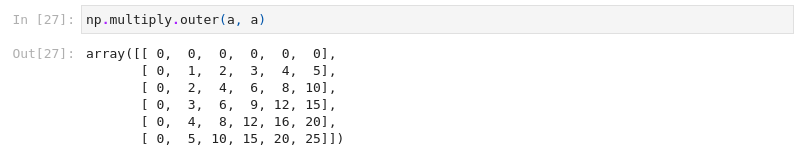 In [27]: np.multiply.outer(a, a)
Out[27]: array([[ 0,  0,  0,  0,  0,  0],
       [ 0,  1,  2,  3,  4,  5],
       [ 0,  2,  4,  6,  8, 10],
       [ 0,  3,  6,  9, 12, 15],
       [ 0,  4,  8, 12, 16, 20],
       [ 0,  5, 10, 15, 20, 25]])